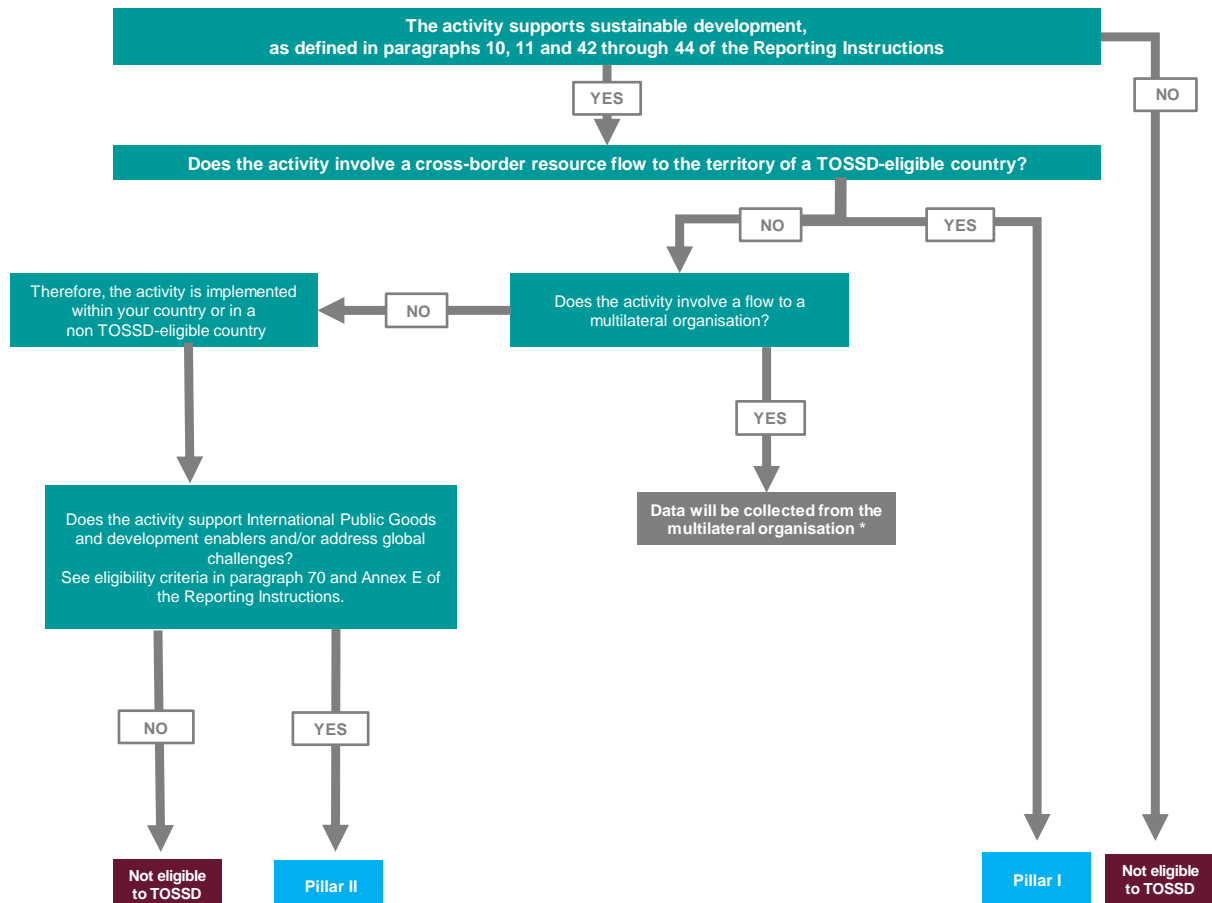 The activity supports sustainable development,
as defined in paragraphs 10, 11 and 42 through 44 of the Reporting Instructions
YES
NO
Does the activity involve a cross-border resource flow to the territory of a TOSSD-eligible country?
NO
YES
Therefore, the activity is implemented
within your country or in a
non TOSSD-eligible country
NO
Does the activity involve a flow to a
multilateral organisation?
YES
Does the activity support International Public Goods
and development enablers and/or address global
challenges?
See eligibility criteria in paragraph 70 and Annex E of
the Reporting Instructions.
Data will be collected from the
multilateral organisation *
NO
YES
Not eligible
to TOSSD
Pillar II
Pillar I
Not eligible
to TOSSD